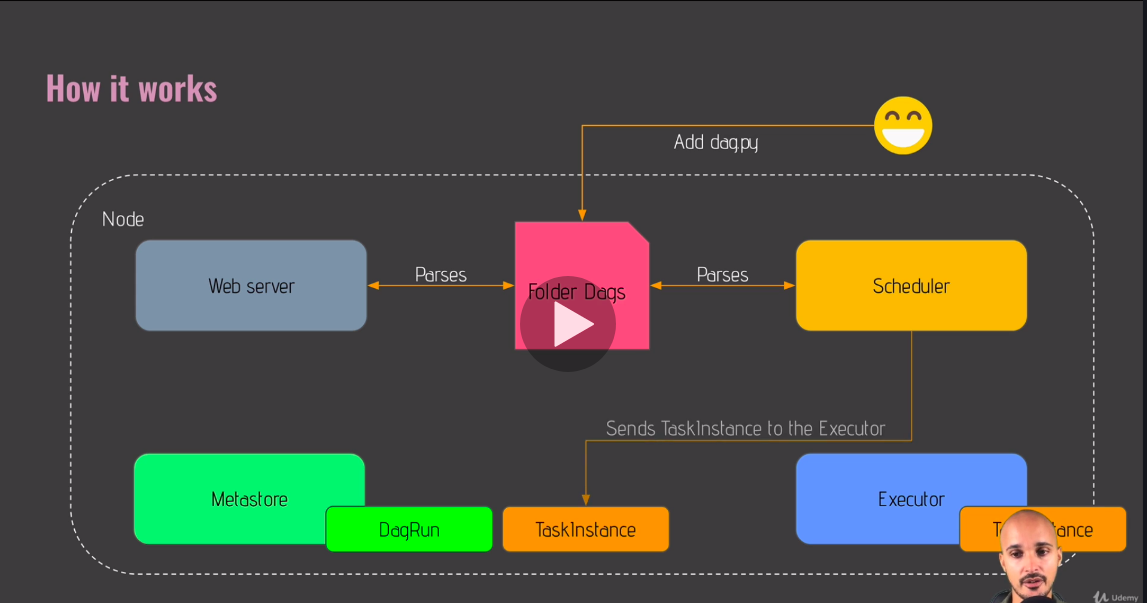 How it works
Add dag.py
Node
Web server
Parses
Folder Dags
Parses
Scheduler
Sends TaskInstance to the Executor
Metastore
Executor
DagRun
TaskInstance
ance
Udemy